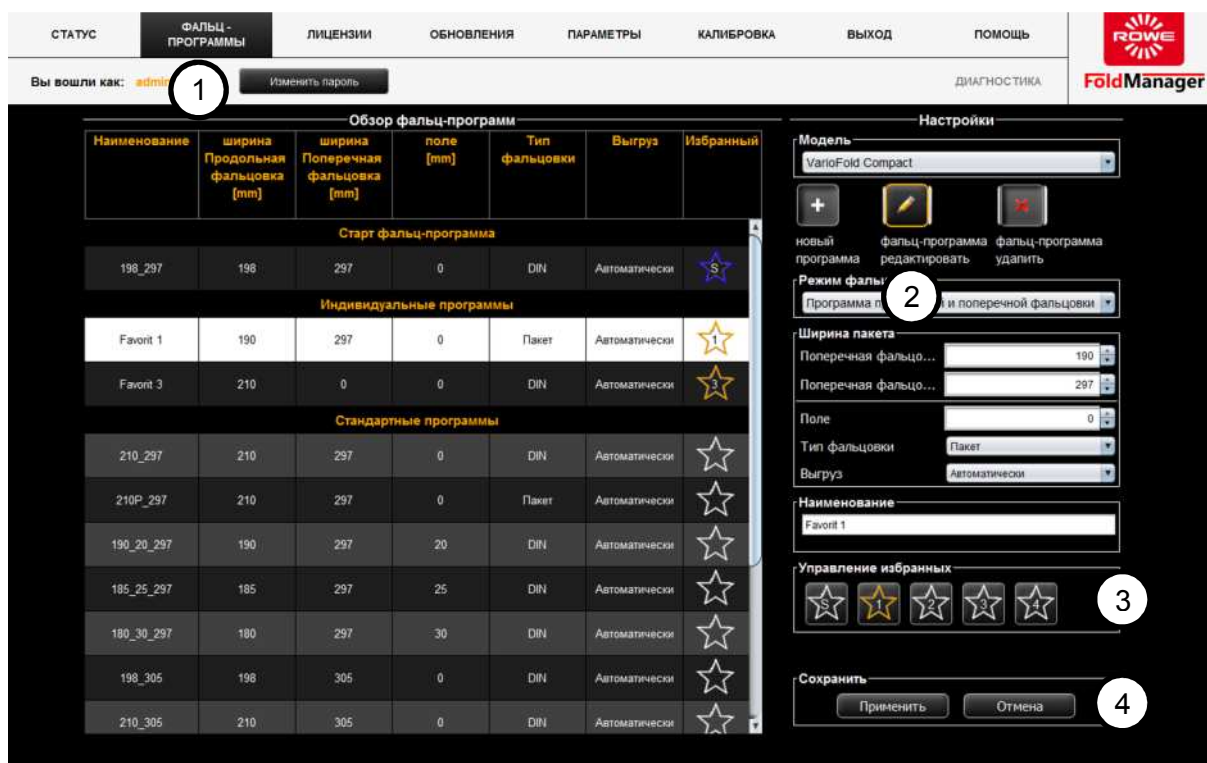 СТАТУС
ФАЛЬЦ -
ПРОГРАММЫ
ЛИЦЕНЗИИ
ОБНОВЛЕНИЯ
ПАРАМЕТРЫ
КАЛИБРОВКА
ВЫХОД
ПОМОЩЬ
ROWE
Вы вошли как: admin
1
Изменить пароль
ДИАГНОСТИКА
FoldManager
Обзор фальц-программ
Наименование
ширина
Продольная
фальцовка
[mm]
ширина
Поперечная
фальцовка
[mm]
поле
[mm]
Тип
фальцовки
Выгруз
Избранный
Старт фальц-программа
198_297 198 297 0 DIN Автоматически S
Индивидуальные программы
Favorit 1 190 297 0 Пакет Автоматически 1
Favorit 3 210 0 0 DIN Автоматически 3
Стандартные программы
210_297 210 297 0 DIN Автоматически
210P_297 210 297 0 Пакет Автоматически
190_20_297 190 297 20 DIN Автоматически
185_25_297 185 297 25 DIN Автоматически
180_30_297 180 297 30 DIN Автоматически
198_305 198 305 0 DIN Автоматически
210_305 210 305 0 DIN Автоматически
Настройки
Модель
VarioFold Compact
новый
программа
фальц-программа
редактировать
фальц-программа
удалить
Режим фальц
2
Программа и поперечной фальцовки
Ширина пакета
Поперечная фальцо... 190
Поперечная фальцо... 297
Поле 0
Тип фальцовки Пакет
Выгруз Автоматически
Наименование
Favorit 1
Управление избранных
S 1 2 3 4
3
Сохранить
Применить Отмена
4